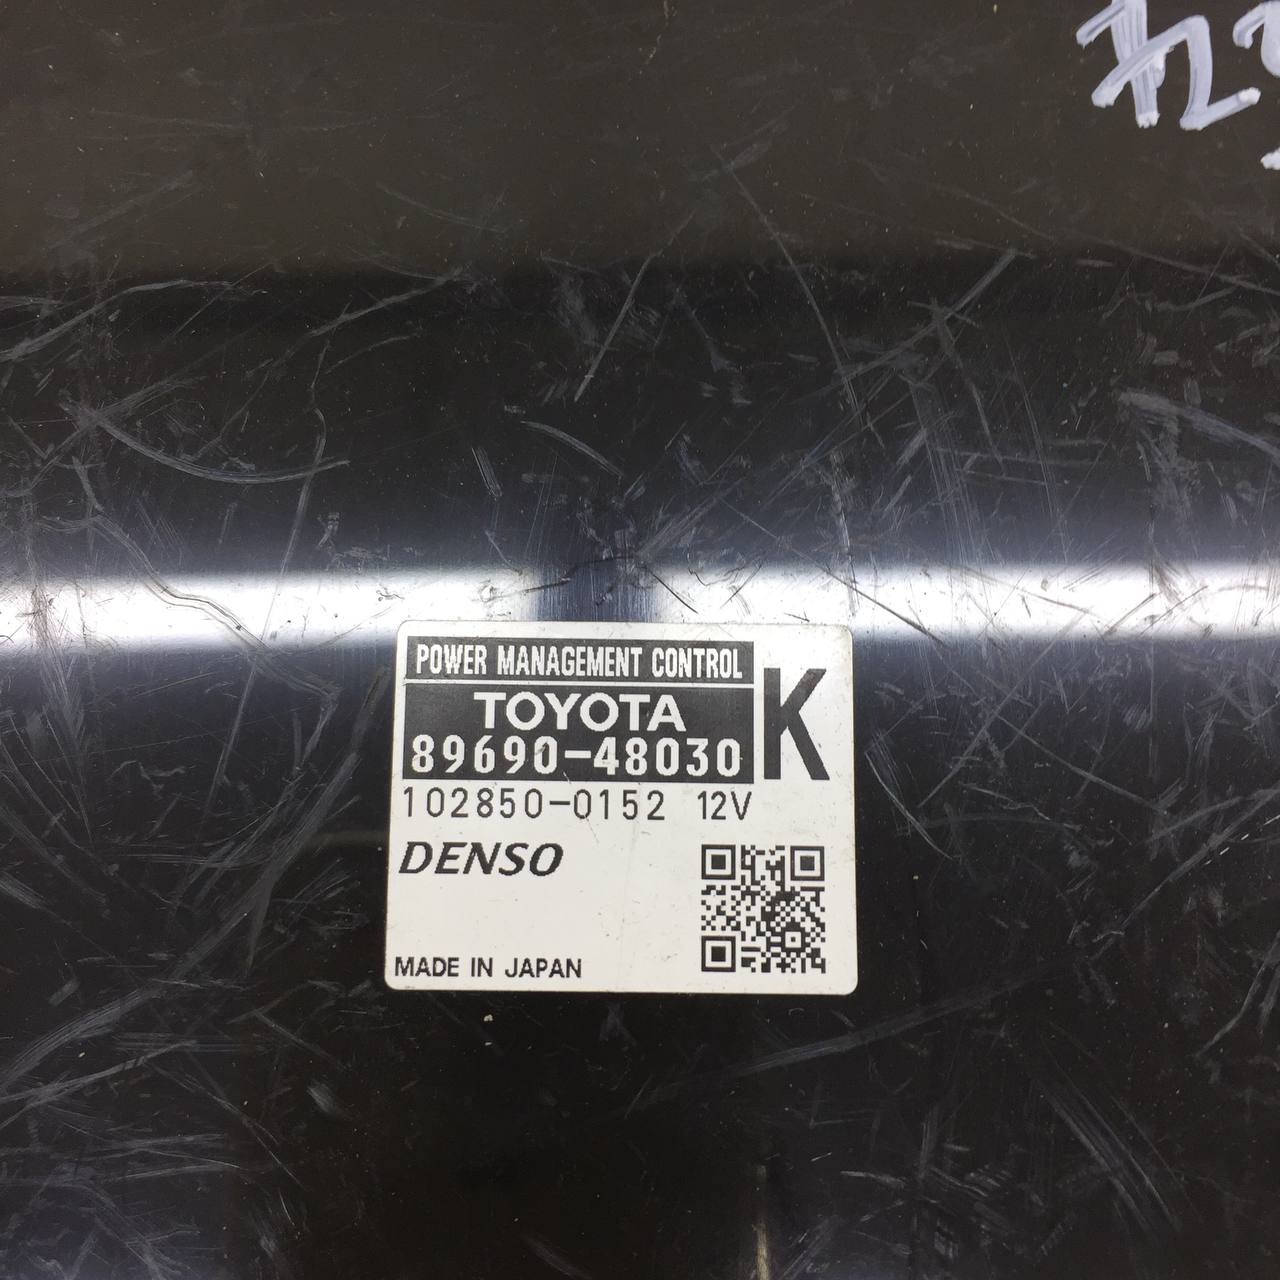 POWER MANAGEMENT CONTROL
TOYOTA
K
89690-48030
102850-0152 12V
DENSO
MADE IN JAPAN